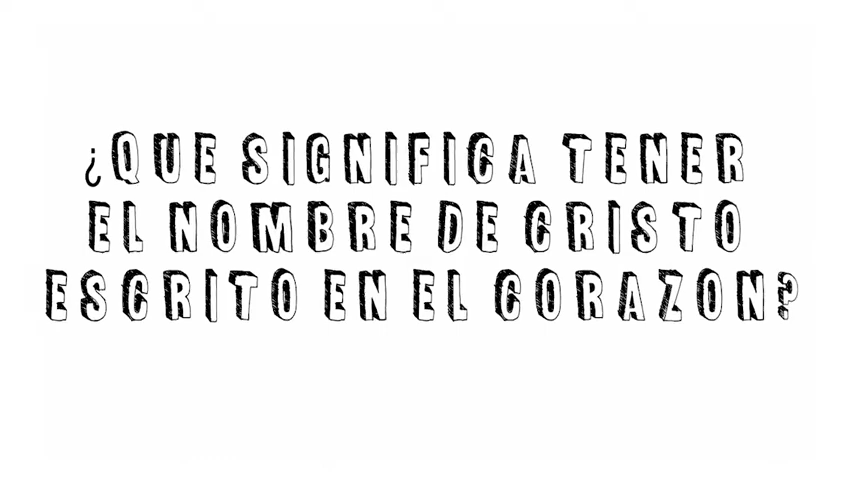 ¿QUE SIGNIFICA TENER
EL NOMBRE DE CRISTO
ESCRITO EN EL CORAZON?